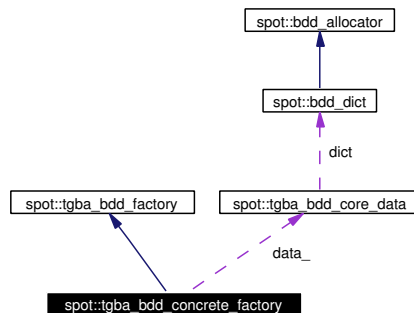 spot::bdd_allocator
spot::bdd_dict
dict
spot::tgba_bdd_factory
spot::tgba_bdd_core_data
data_
spot::tgba_bdd_concrete_factory